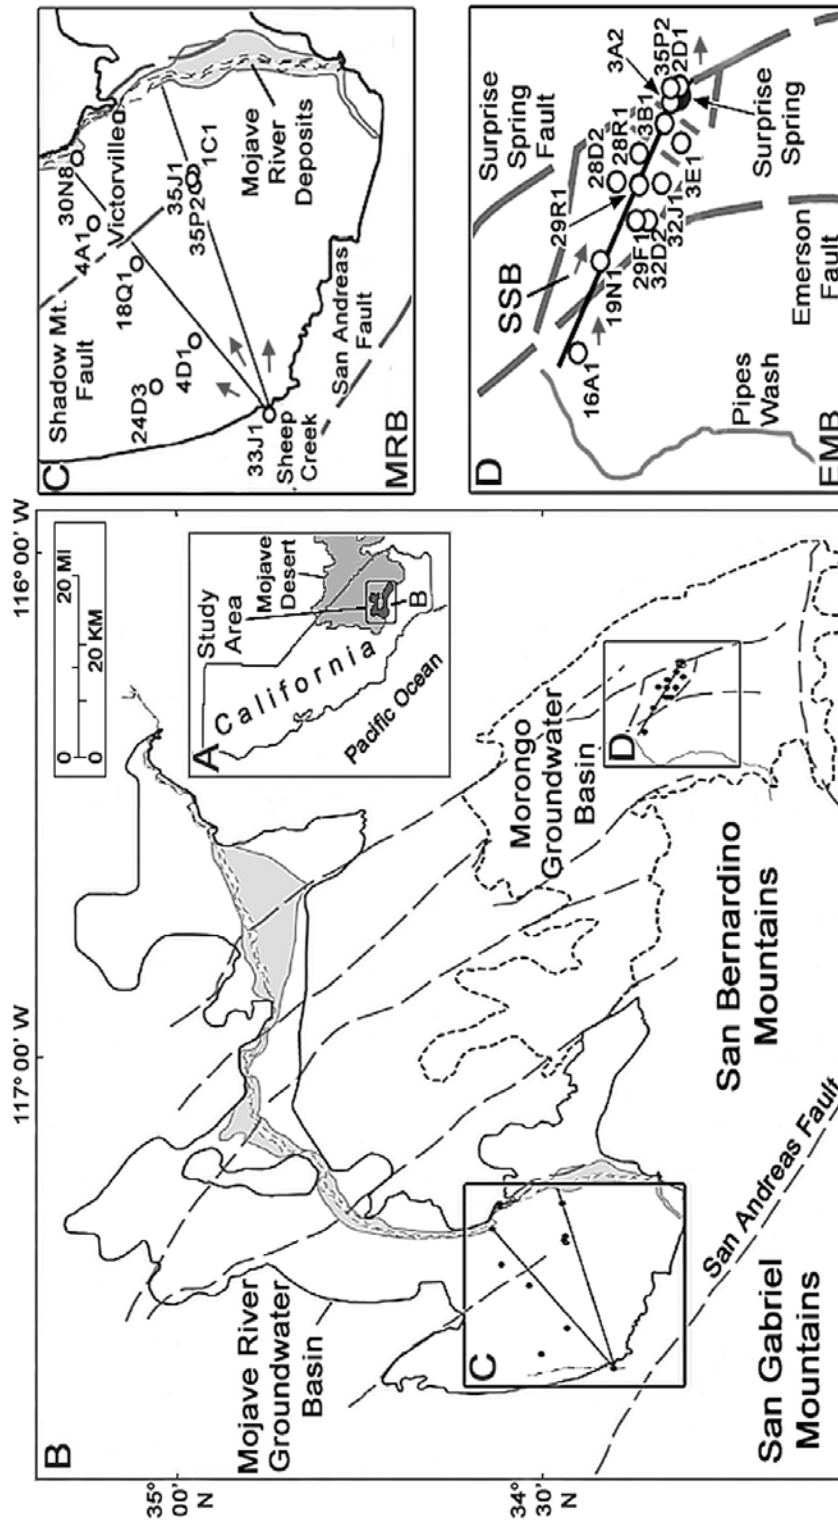 B
35°
00'
N
34°
30'
N
117° 00' W
116° 00' W
Mojave River
Groundwater
Basin
0
20 MI
0
20 KM
A
Study
Area
Mojave
Desert
California
B
Pacific Ocean
C
Morongo
Groundwater
Basin
D
San Bernardino
Mountains
San Gabriel
Mountains
San Andreas Fault
C
Shadow Mt.
Fault
24D3
4D1
18Q1
4A1
30N8
Victorville
33J1
Sheep
Creek
35P2
35J1
1C1
Mojave
River
Deposits
San Andreas
Fault
MRB
D
Surprise
Spring
Fault
SSB
16A1
19N1
29R1
28D2
28R1
3B1
3A2
35P2
2D1
29F1
32D2
32J1
3E1
Surprise
Spring
Emerson
Fault
Pipes
Wash
EMB